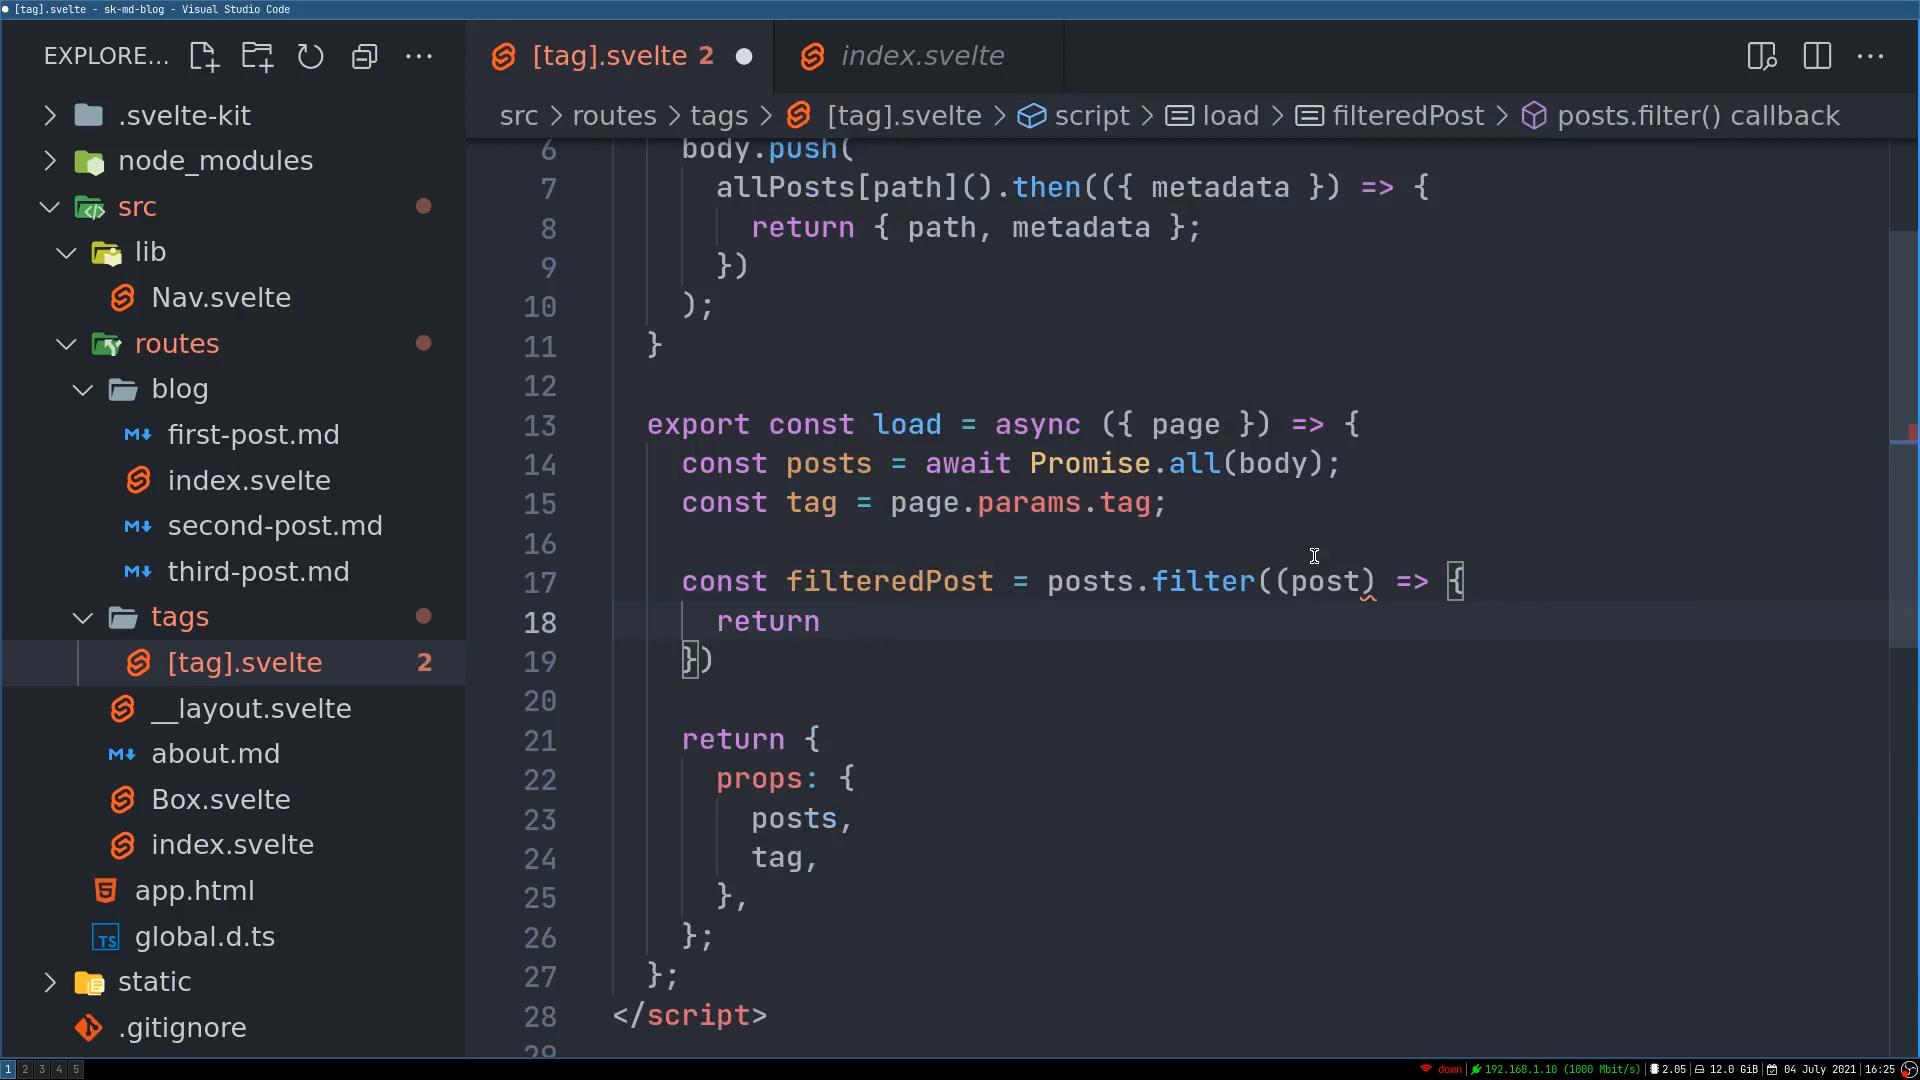 [tag].svelte - sk-md-blog - Visual Studio Code
EXPLORE...
.svelte-kit
node_modules
src
lib
Nav.svelte
routes
blog
first-post.md
index.svelte
second-post.md
third-post.md
tags
[tag].svelte 2
__layout.svelte
about.md
Box.svelte
index.svelte
app.html
TS global.d.ts
static
.gitignore
[tag].svelte 2
index.svelte
src > routes > tags > [tag].svelte > script > load > filteredPost > posts.filter() callback
6 body.push(
7 allPosts[path]().then(({ metadata }) => {
8 return { path, metadata };
9 })
10 );
11 }
12
13 export const load = async ({ page }) => {
14 const posts = await Promise.all(body);
15 const tag = page.params.tag;
16
17 const filteredPost = posts.filter((post) => {
18 return
19 })
20
21 return {
22 props: {
23 posts,
24 tag,
25 },
26 };
27 };
28 </script>
29
1 2 3 4 5
down | 192.168.1.10 (1000 Mbit/s) | 2.05 | 12.0 GiB | 04 July 2021 | 16:25